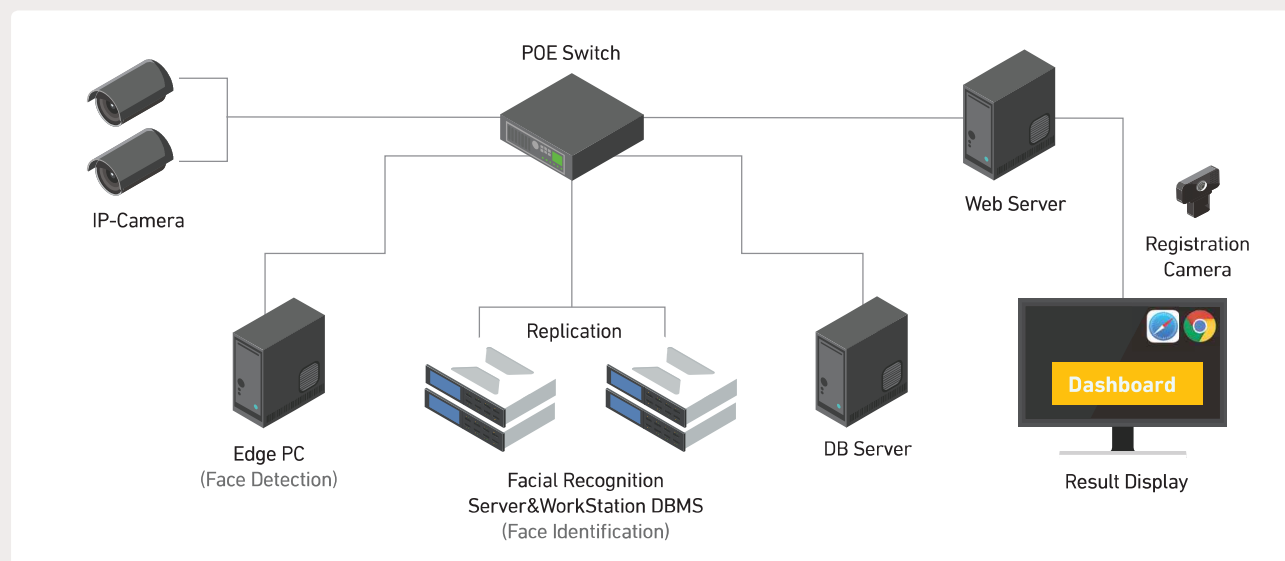 POE Switch
IP-Camera
Web Server
Registration
Camera
Replication
Dashboard
Edge PC
(Face Detection)
Facial Recognition
Server&WorkStation DBMS
(Face Identification)
DB Server
Result Display